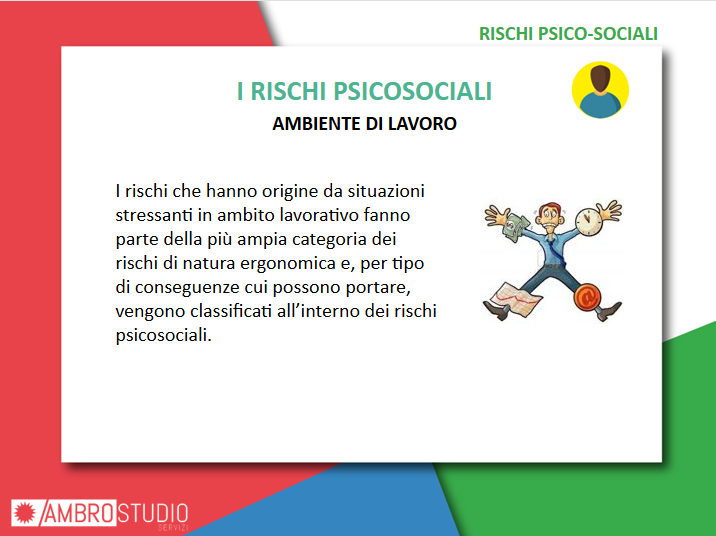 RISCHI PSICO-SOCIALI
I RISCHI PSICOSOCIALI
AMBIENTE DI LAVORO
I rischi che hanno origine da situazioni
stressanti in ambito lavorativo fanno
parte della più ampia categoria dei
rischi di natura ergonomica e, per tipo
di conseguenze cui possono portare,
vengono classificati all’interno dei rischi
psicosociali.
@
AMBROSTUDIO
SERVIZI